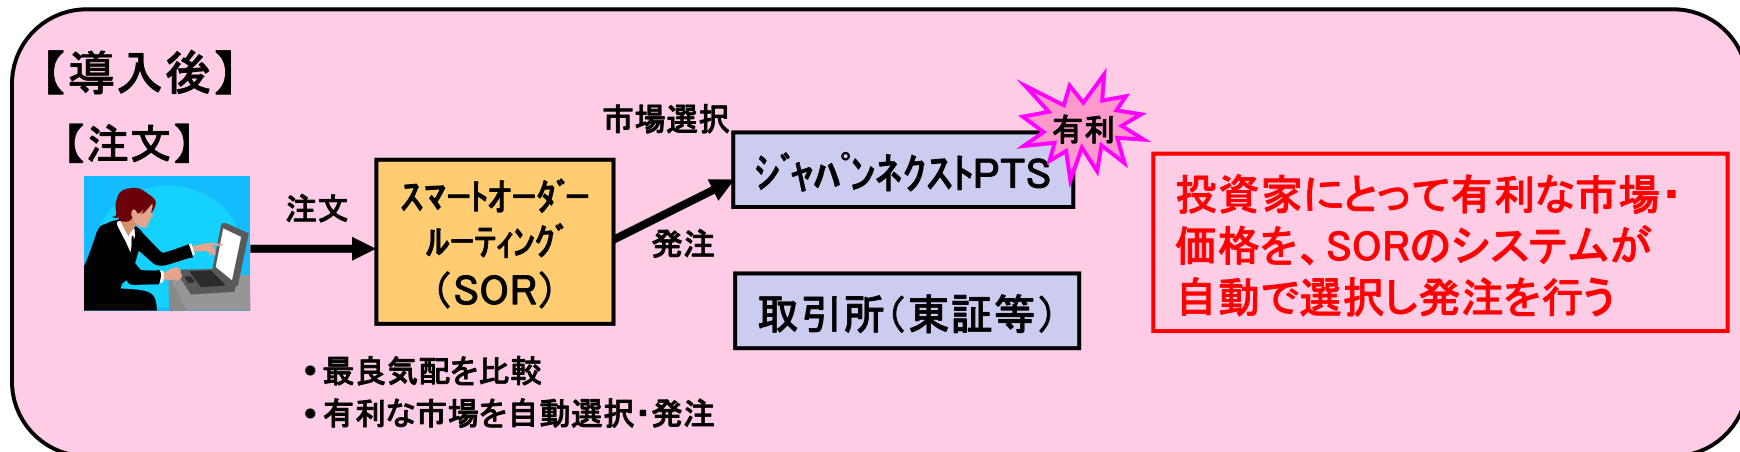 【導入後】
【注文】
注文
スマートオーダー
ルーティング
(SOR)
市場選択
発注
ジャパンネクストPTS
有利
取引所(東証等)
•最良気配を比較
•有利な市場を自動選択・発注
投資家にとって有利な市場・
価格を、SORのシステムが
自動で選択し発注を行う